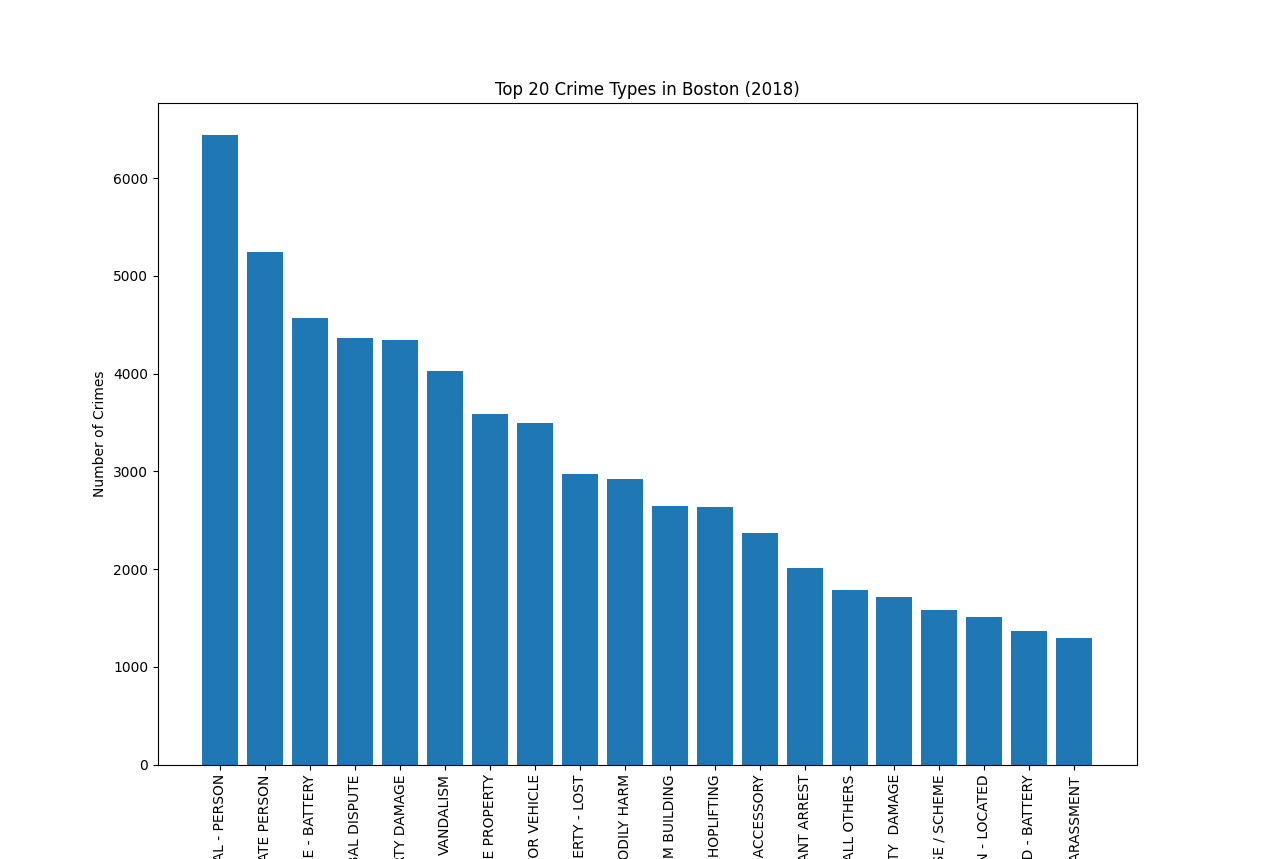 Top 20 Crime Types in Boston (2018)
Number of Crimes
6000
5000
4000
3000
2000
1000
0
AL - PERSON
ATE PERSON
E - BATTERY
BAL DISPUTE
TY DAMAGE
VANDALISM
E PROPERTY
OR VEHICLE
ERTY - LOST
ODILY HARM
M BUILDING
HOPLIFTING
ACCESSORY
ANT ARREST
ALL OTHERS
TY  DAMAGE
SE / SCHEME
N - LOCATED
D - BATTERY
ARASSMENT